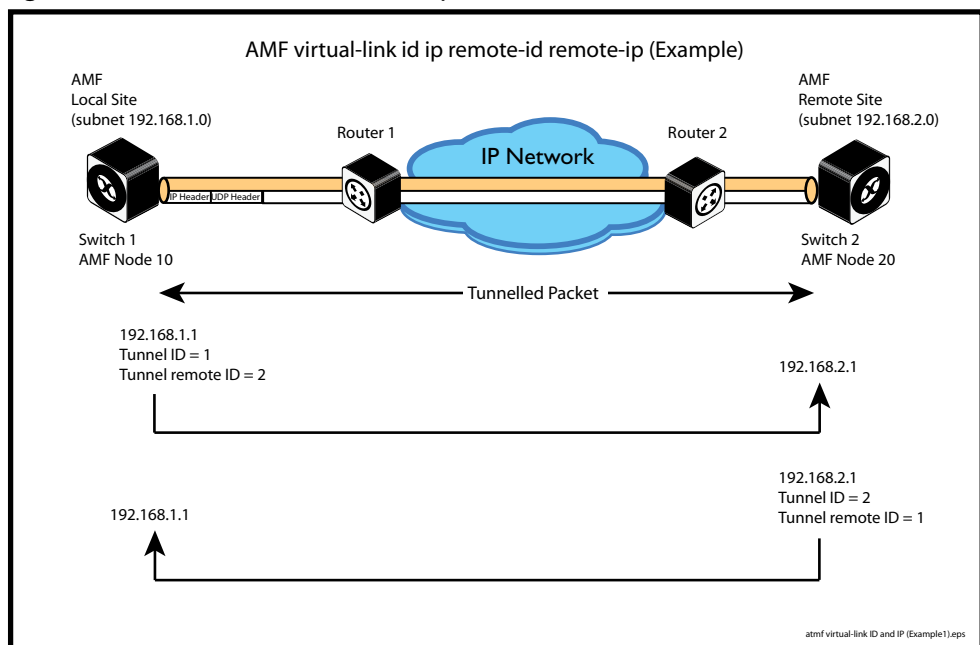 AMF virtual-link id ip remote-id remote-ip (Example)
AMF
Local Site
(subnet 192.168.1.0)
AMF
Remote Site
(subnet 192.168.2.0)
Router 1
Router 2
IP Network
IP Header
UDP Header
Switch 1
AMF Node 10
Switch 2
AMF Node 20
Tunnelled Packet
192.168.1.1
Tunnel ID = 1
Tunnel remote ID = 2
192.168.2.1
192.168.2.1
Tunnel ID = 2
Tunnel remote ID = 1
192.168.1.1
atmf virtual-link ID and IP (Example1).eps